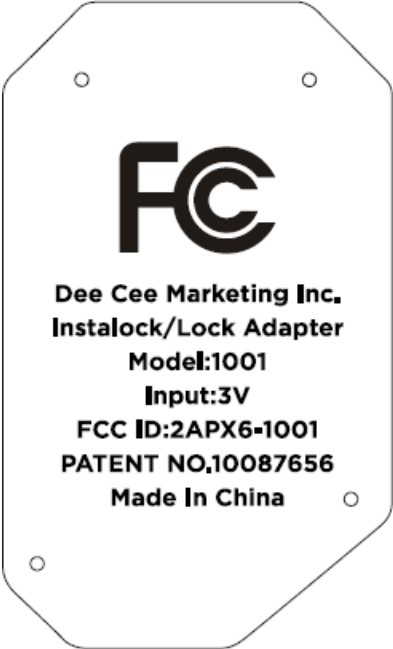 FC
Dee Cee Marketing Inc.
Instalock/Lock Adapter
Model:1001
Input:3V
FCC ID:2APX6-1001
PATENT NO.10087656
Made In China